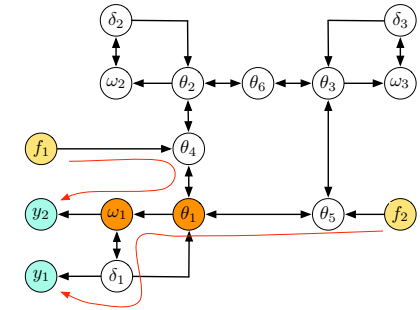 δ₂ δ₃
ω₂ θ₂ θ₆ θ₃ ω₃
f₁ θ₄
y₂ ω₁ θ₁ θ₅ f₂
y₁ δ₁